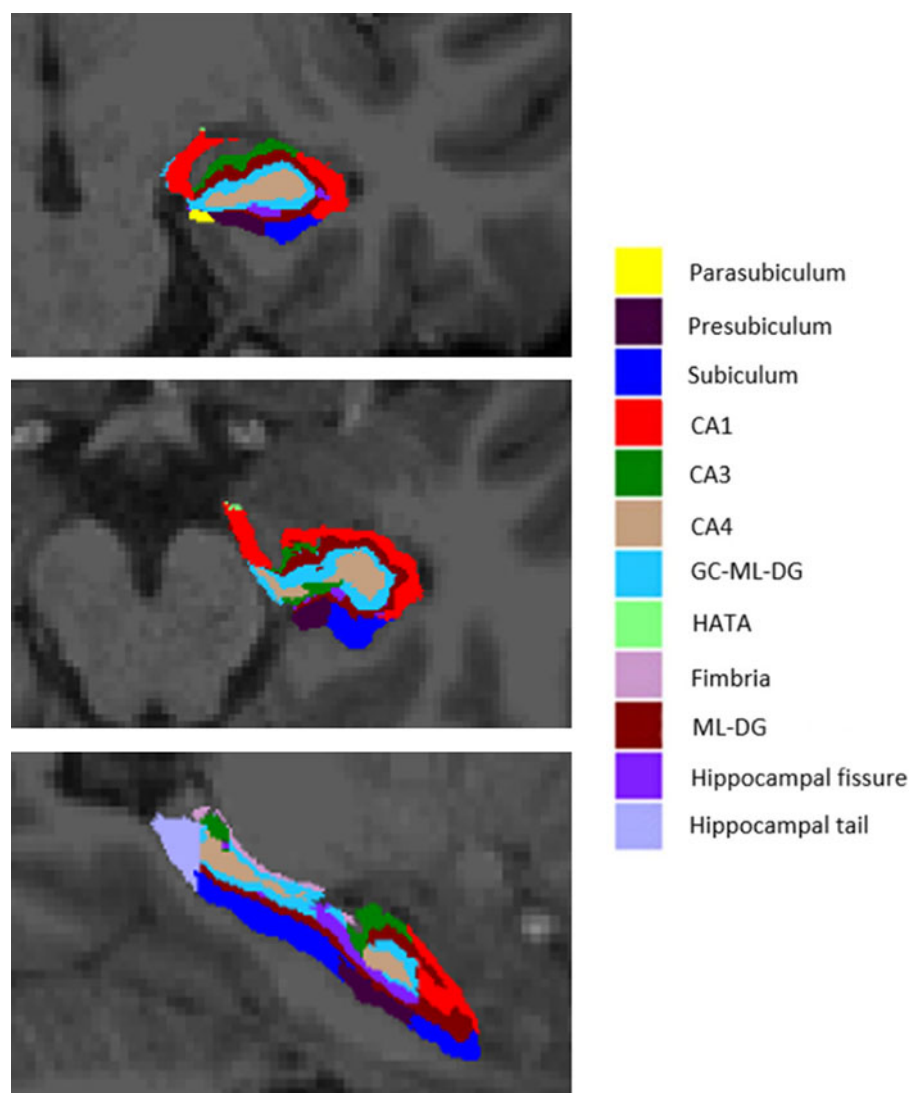 Parasubiculum
Presubiculum
Subiculum
CA1
CA3
CA4
GC-ML-DG
HATA
Fimbria
ML-DG
Hippocampal fissure
Hippocampal tail